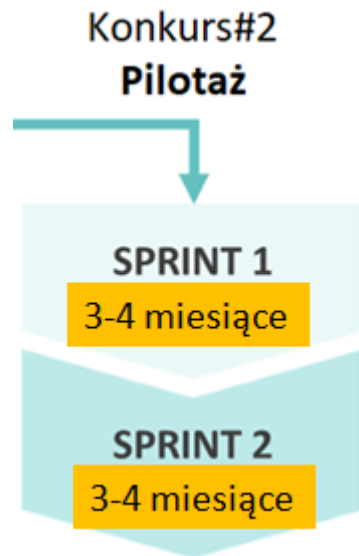 Konkurs#2
Pilotaż
SPRINT 1
3-4 miesiące
SPRINT 2
3-4 miesiące